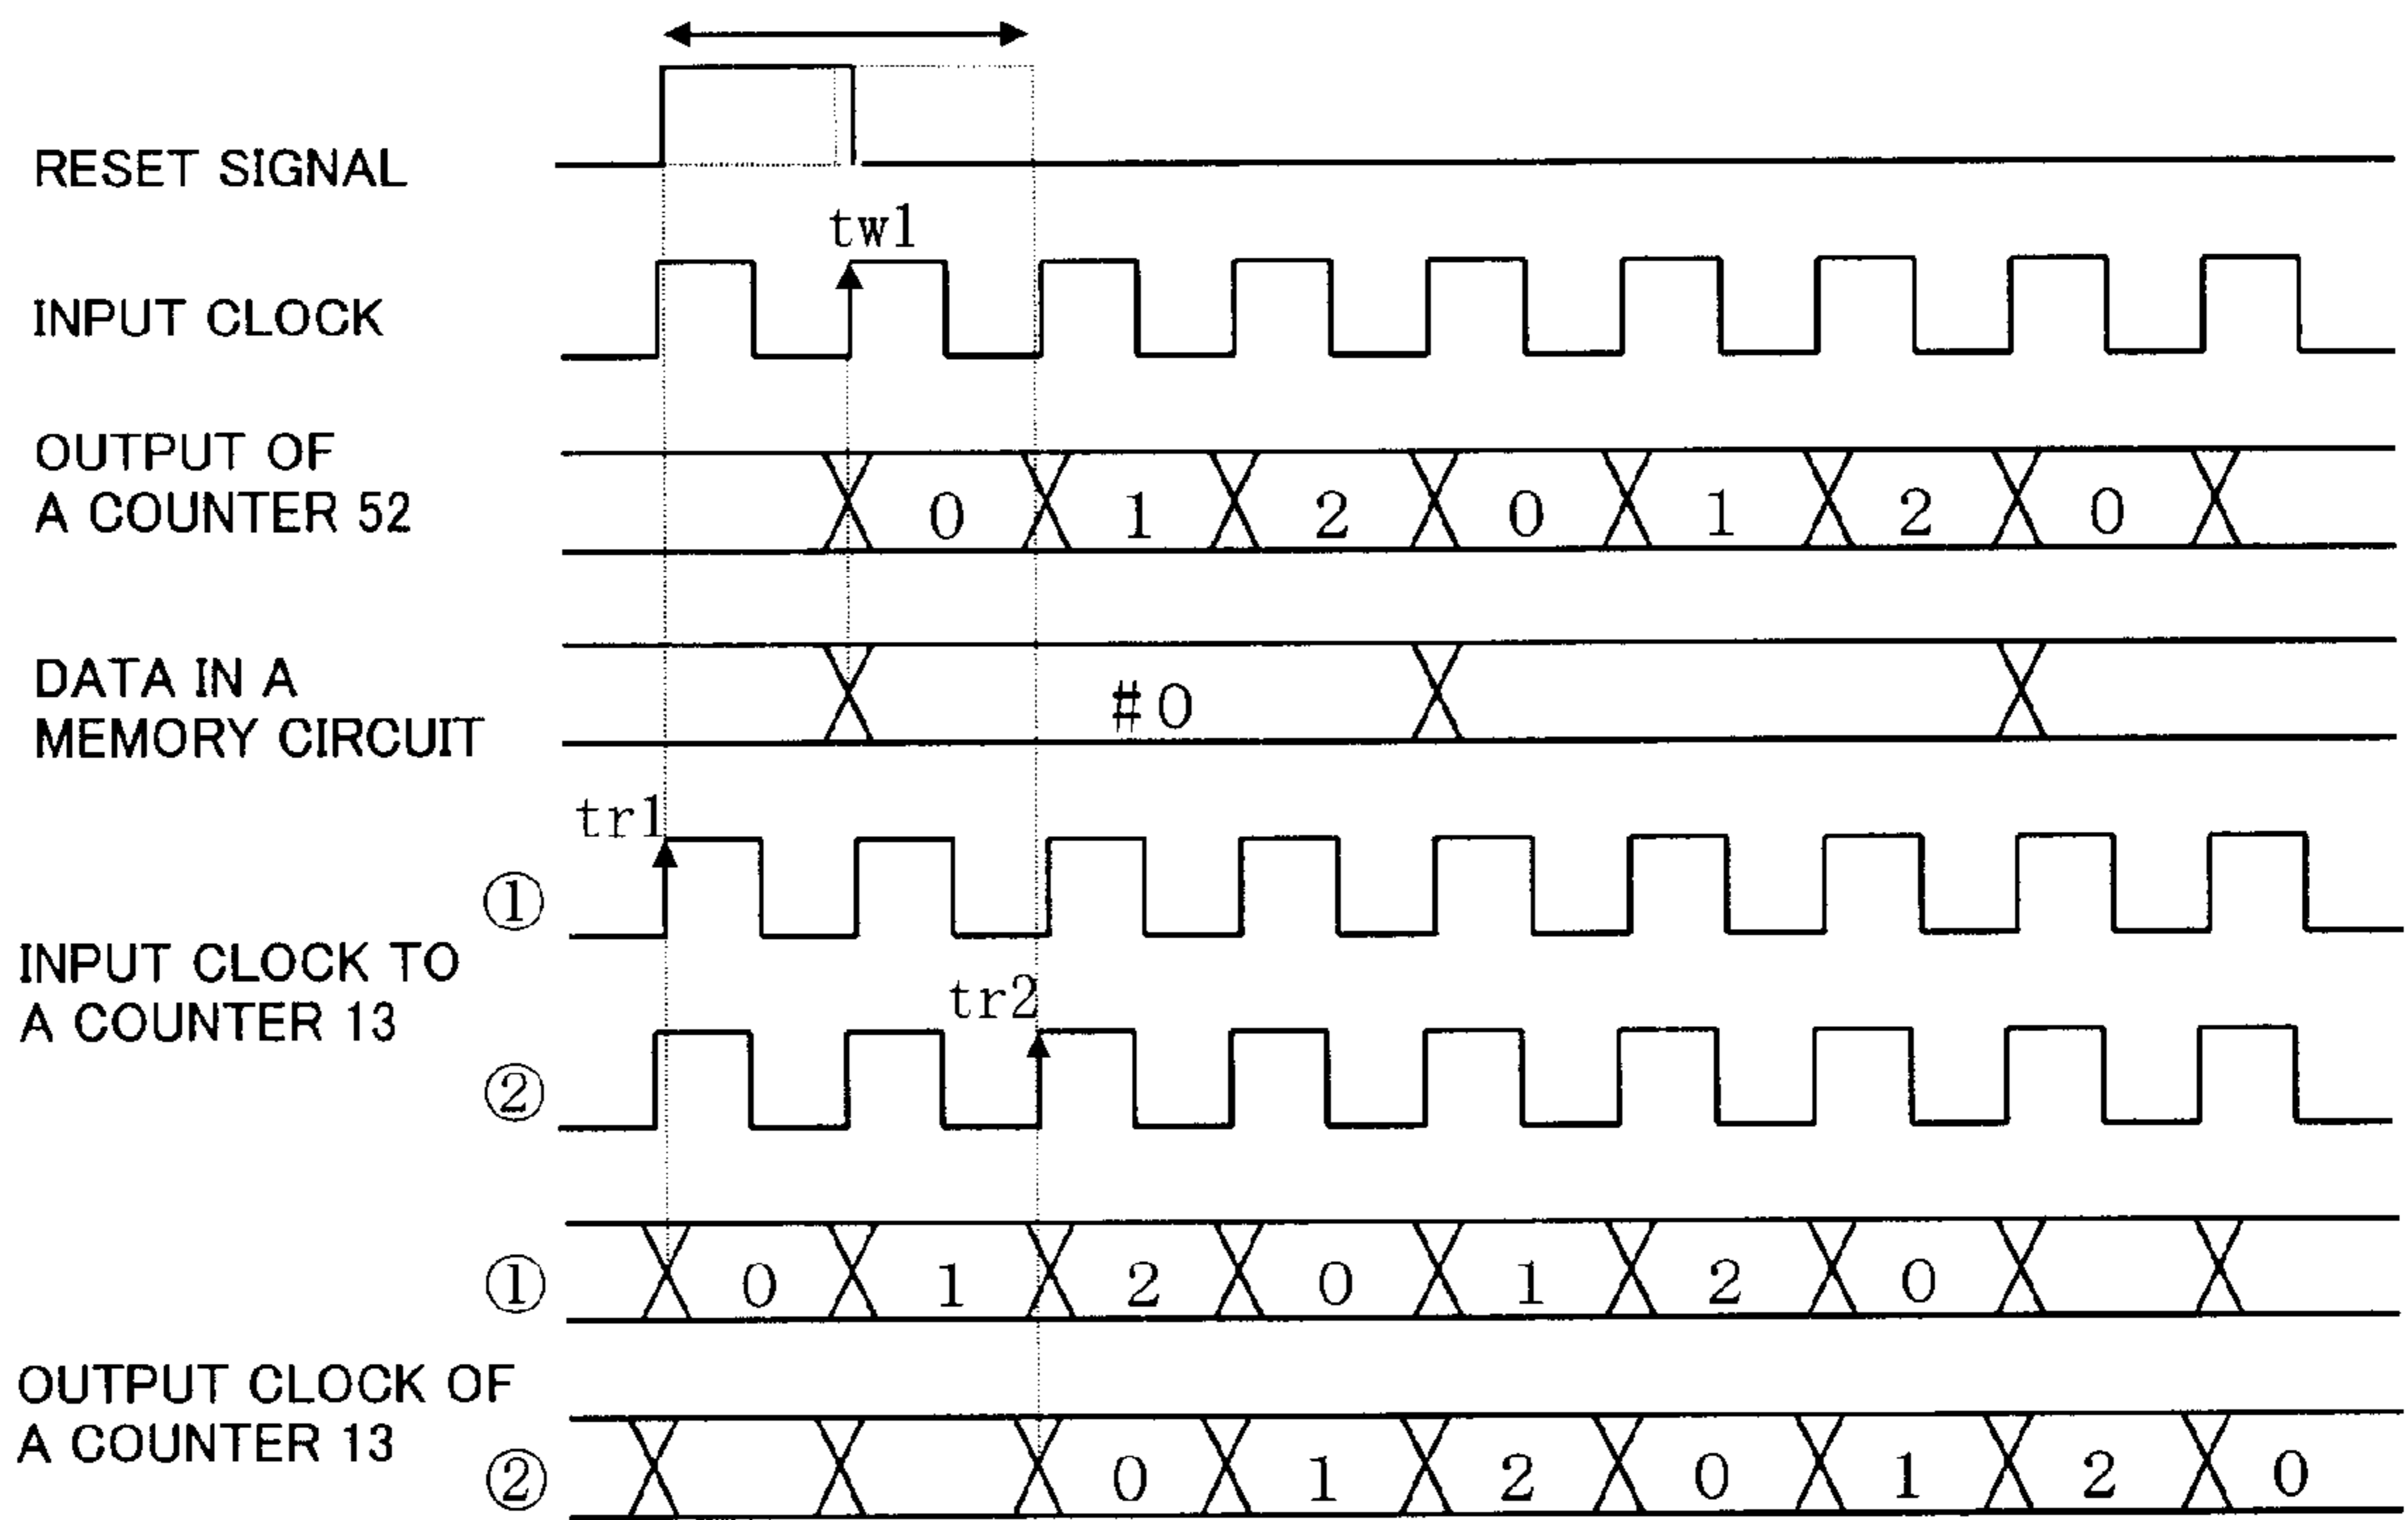 RESET SIGNAL
tw1
INPUT CLOCK
OUTPUT OF
A COUNTER 52
0 1 2 0 1 2 0
DATA IN A
MEMORY CIRCUIT
#0
tr1
①
INPUT CLOCK TO
A COUNTER 13
tr2
②
① 0 1 2 0 1 2 0
OUTPUT CLOCK OF
A COUNTER 13
② 0 1 2 0 1 2 0